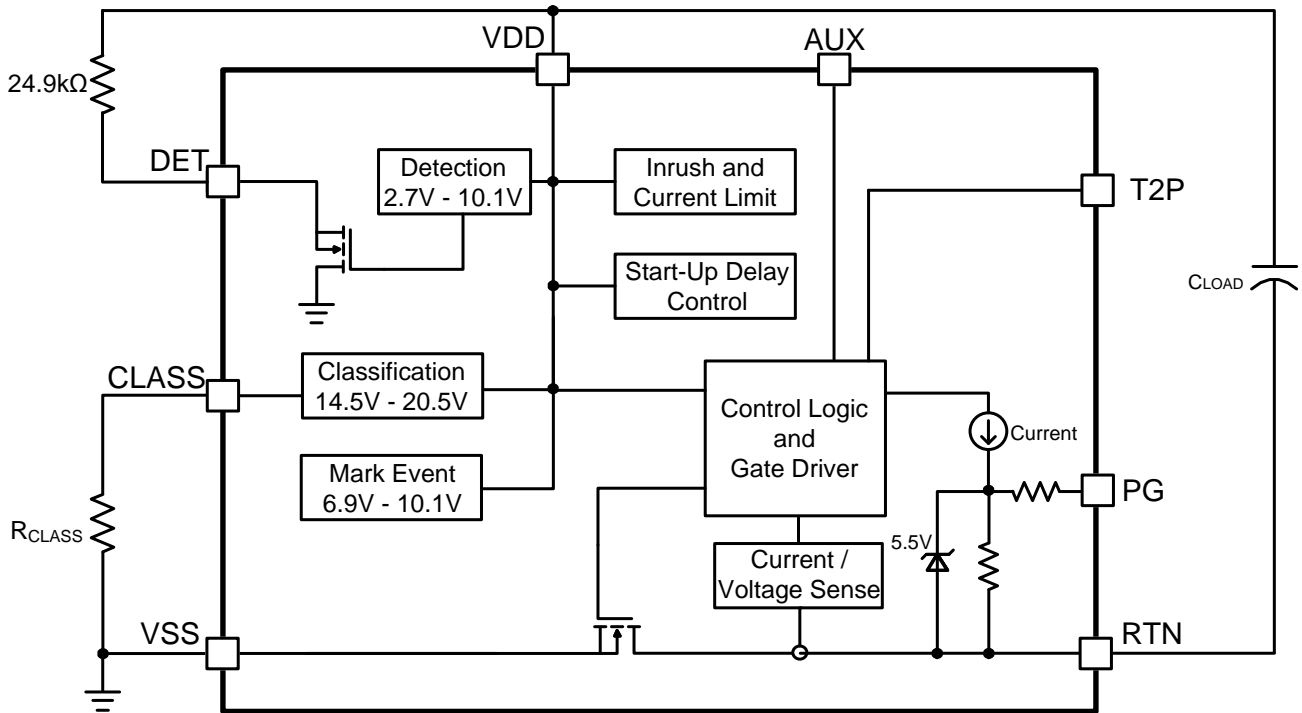 VDD
AUX
24.9kΩ
DET
Detection
2.7V - 10.1V
Inrush and
Current Limit
T2P
Start-Up Delay
Control
CLOAD
CLASS
Classification
14.5V - 20.5V
Control Logic
and
Gate Driver
Current
Mark Event
6.9V - 10.1V
PG
RCLASS
5.5V
Current /
Voltage Sense
VSS
RTN